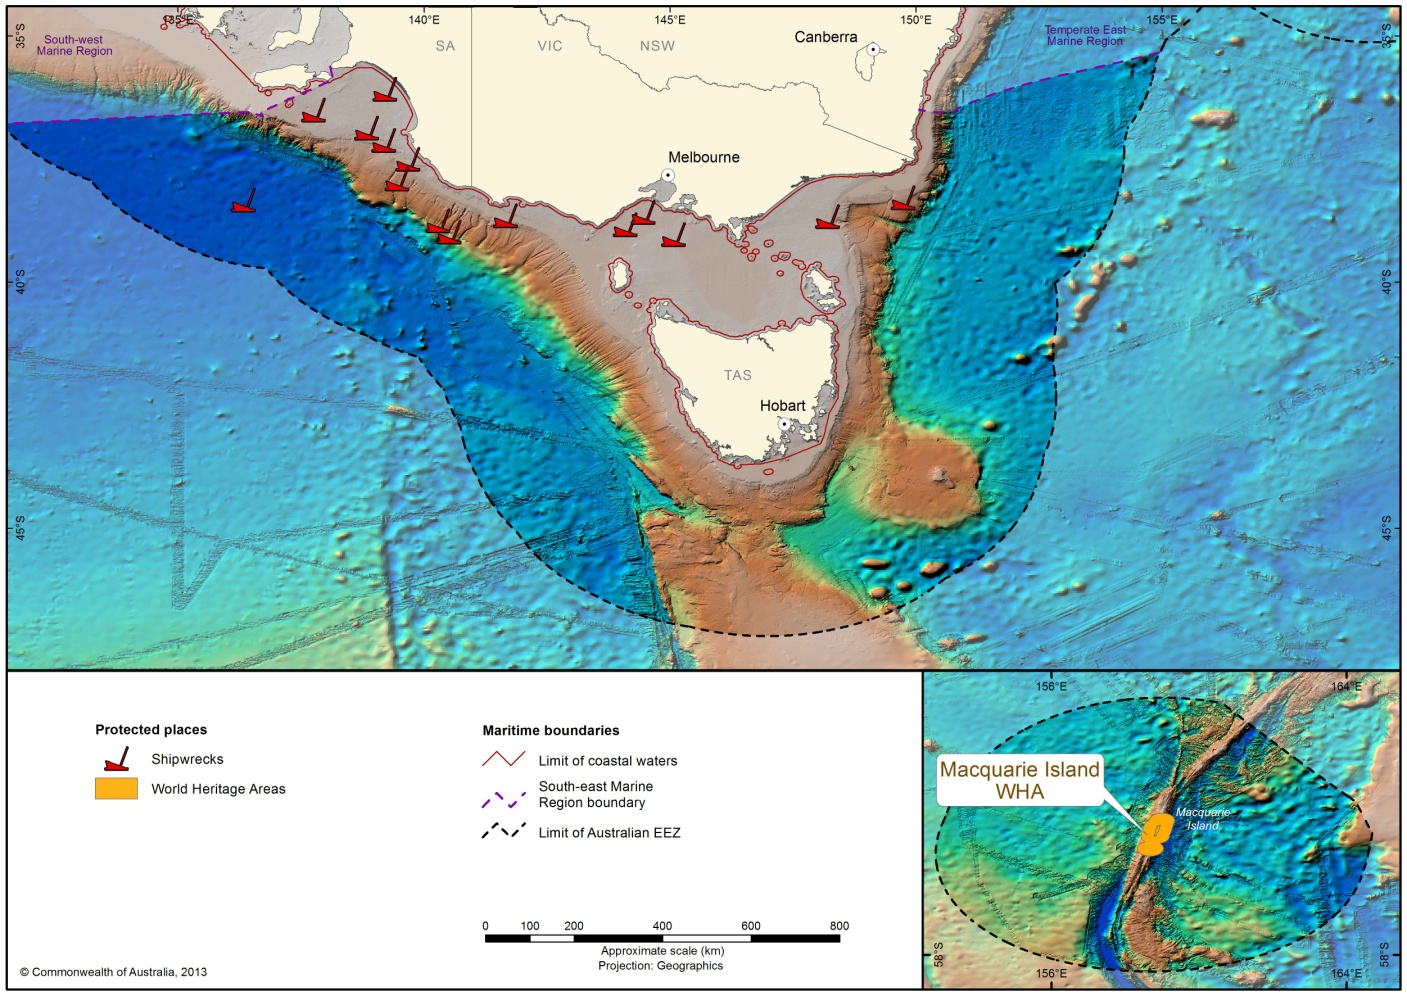 135°E
140°E
145°E
150°E
155°E
35°S
35°S
South-west
Marine Region
SA
VIC
NSW
Canberra
Temperate East
Marine Region
Melbourne
40°S
40°S
TAS
Hobart
45°S
45°S
Protected places
Shipwrecks
World Heritage Areas
Maritime boundaries
Limit of coastal waters
South-east Marine
Region boundary
Limit of Australian EEZ
0 100 200 400 600 800
Approximate scale (km)
Projection: Geographics
© Commonwealth of Australia, 2013
156°E
164°E
Macquarie Island
WHA
Macquarie
Island
58°S
58°S
156°E
164°E